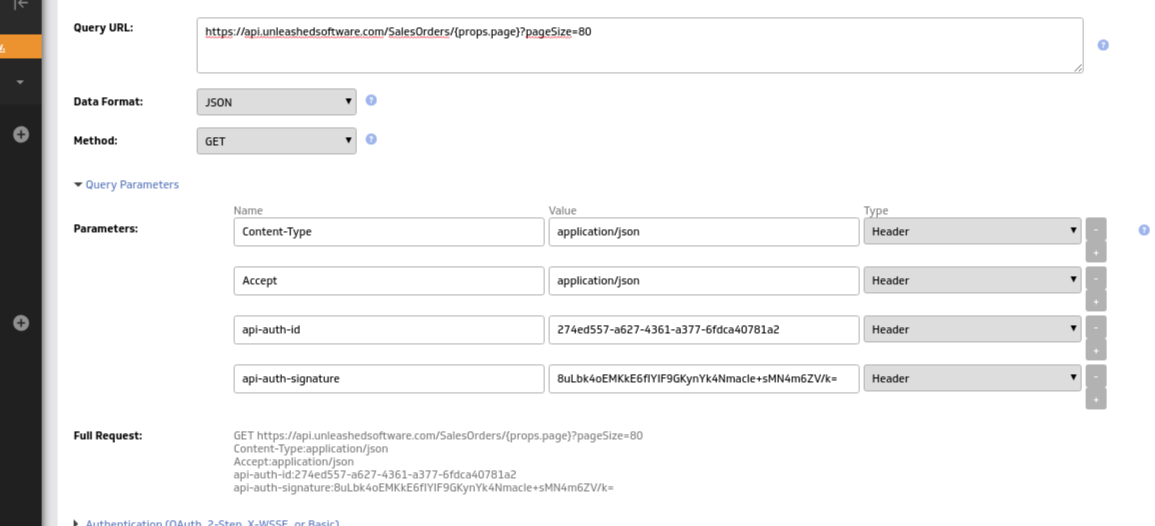 Query URL:
https://api.unleashedsoftware.com/SalesOrders/{props.page}?pageSize=80
Data Format:
JSON
Method:
GET
Query Parameters
Name Value Type
Parameters:
Content-Type application/json Header
Accept application/json Header
api-auth-id 274ed557-a627-4361-a377-6fdca40781a2 Header
api-auth-signature 8uLbk4oEMKkE6fIYIF9GKynYk4Nmacle+sMN4m6ZV/k= Header
Full Request:
GET https://api.unleashedsoftware.com/SalesOrders/{props.page}?pageSize=80
Content-Type:application/json
Accept:application/json
api-auth-id:274ed557-a627-4361-a377-6fdca40781a2
api-auth-signature:8uLbk4oEMKkE6fIYIF9GKynYk4Nmacle+sMN4m6ZV/k=
Authentication (OAuth, 2-Step, X-WSSE, or Basic)